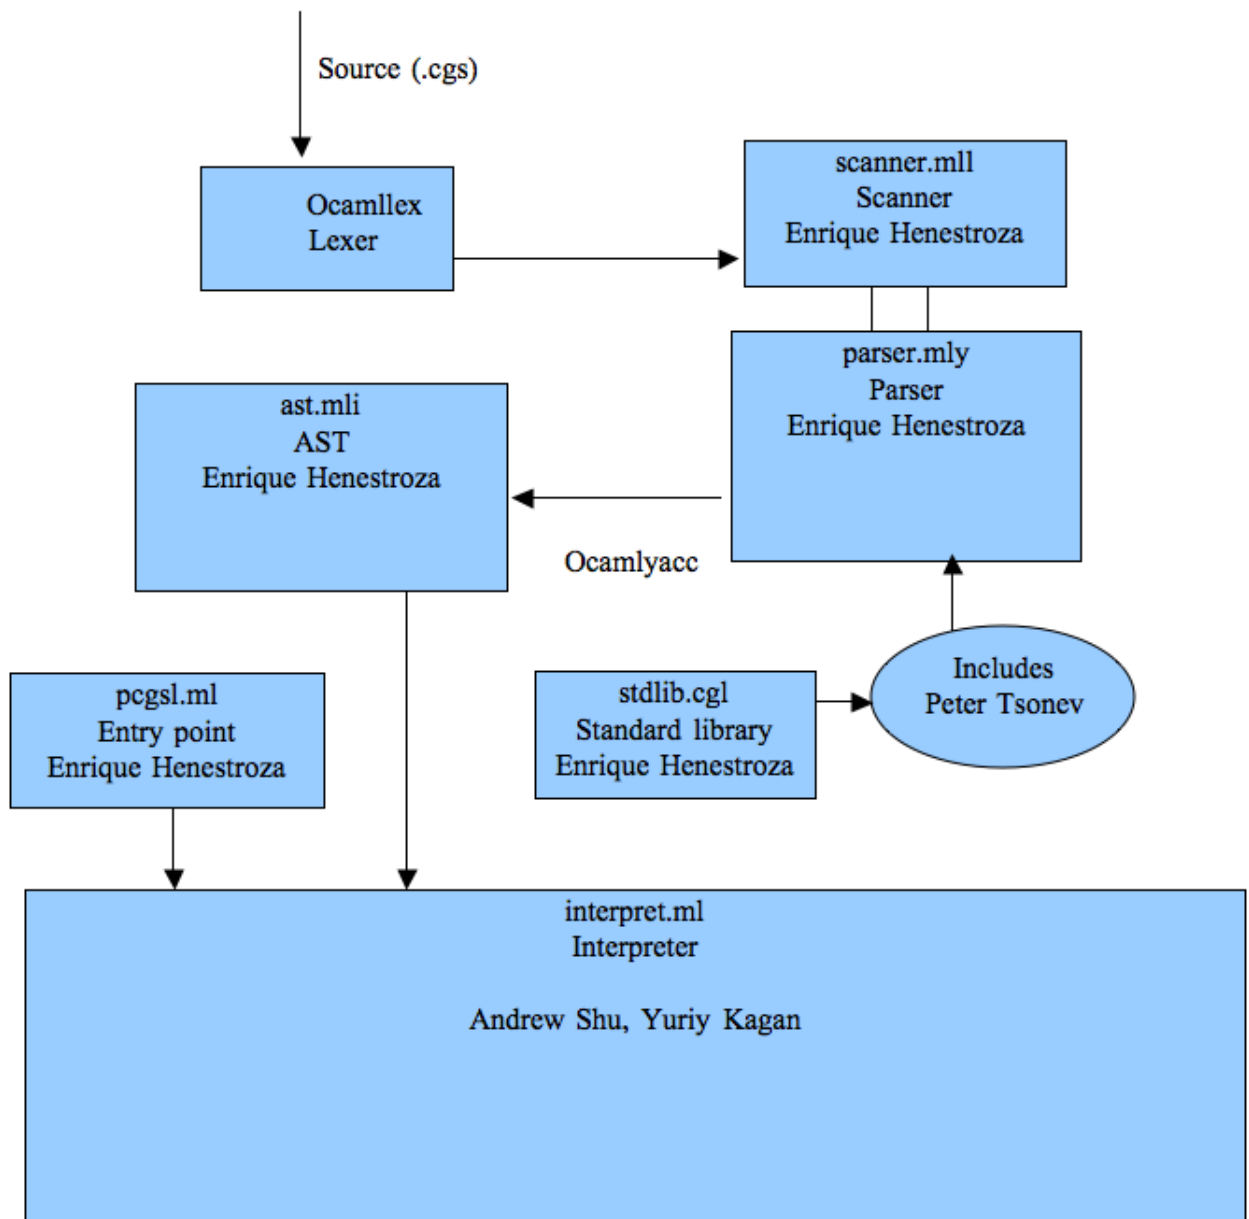 Source (.cgs)
Ocamllex
Lexer
scanner.mll
Scanner
Enrique Henestroza
parser.mly
Parser
Enrique Henestroza
ast.mli
AST
Enrique Henestroza
Ocamlyacc
Includes
Peter Tsonev
stdlib.cgl
Standard library
Enrique Henestroza
pcgsl.ml
Entry point
Enrique Henestroza
interpret.ml
Interpreter
Andrew Shu, Yuriy Kagan